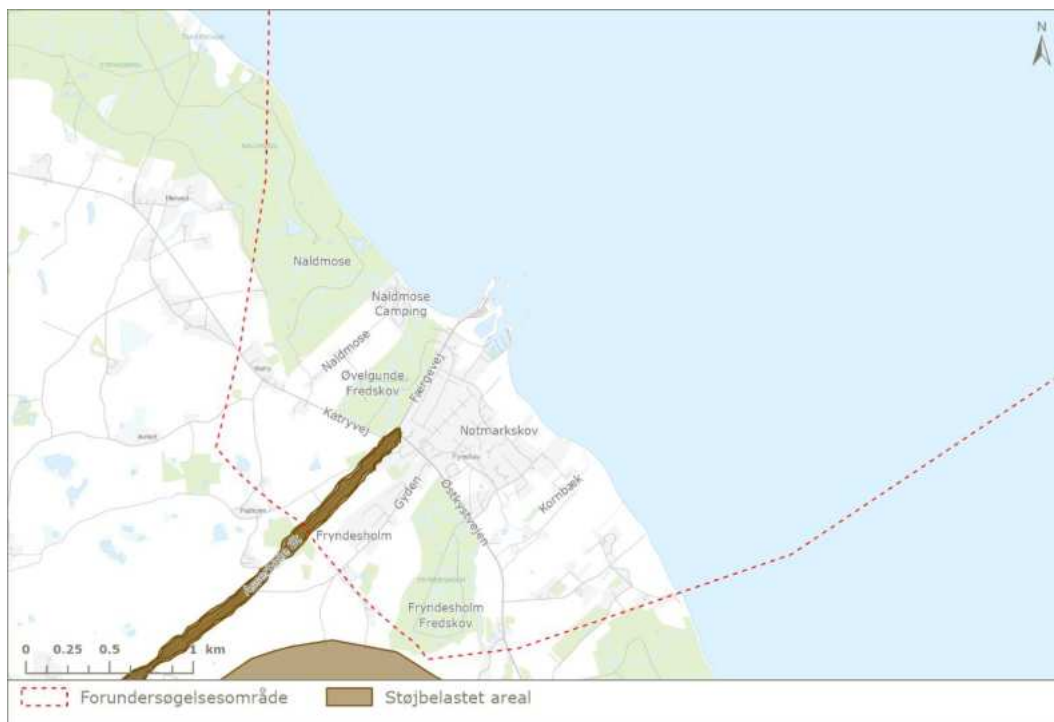 N
Naldmose
Naldmose
Camping
Naldmose
Øvelgunde
Fredskov
Færgevej
Katryvej
Notmarkskov
Fynshav
Gyden
Østkystvejen
Kornbæk
Fryndesholm
Fryndesholm
Fredskov
0 0.25 0.5 1 km
Forundersøgelsesområde
Støjbelastet areal